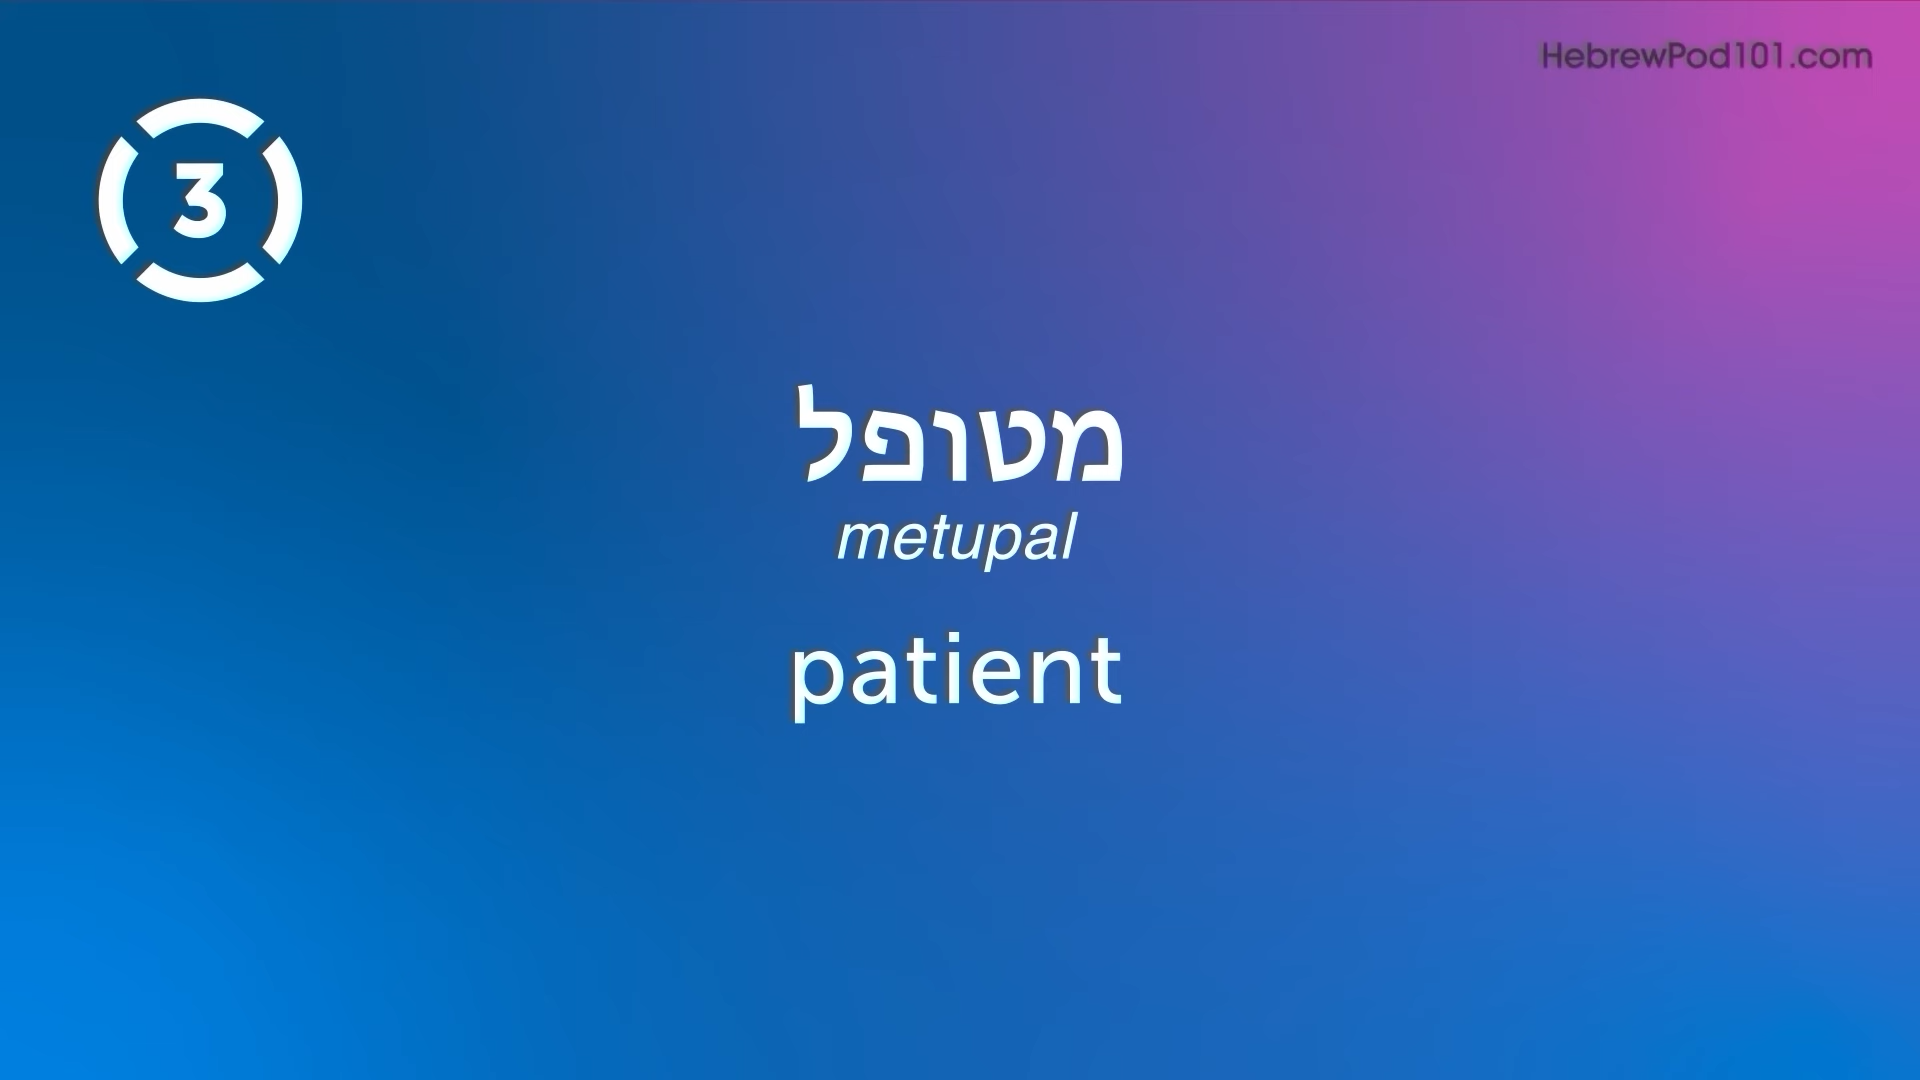 HebrewPod101.com
3
מטופל
metupal
patient